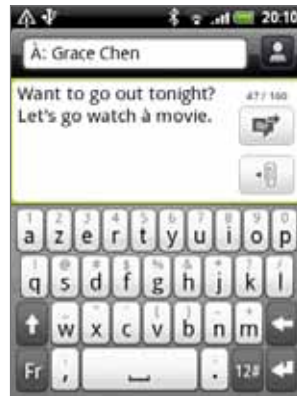 20:10
À: Grace Chen
Want to go out tonight?
47/160
Let's go watch à movie.
a z e r t y u i o p
q s d f g h j k l
w x c v b n m
Fr , . 12#